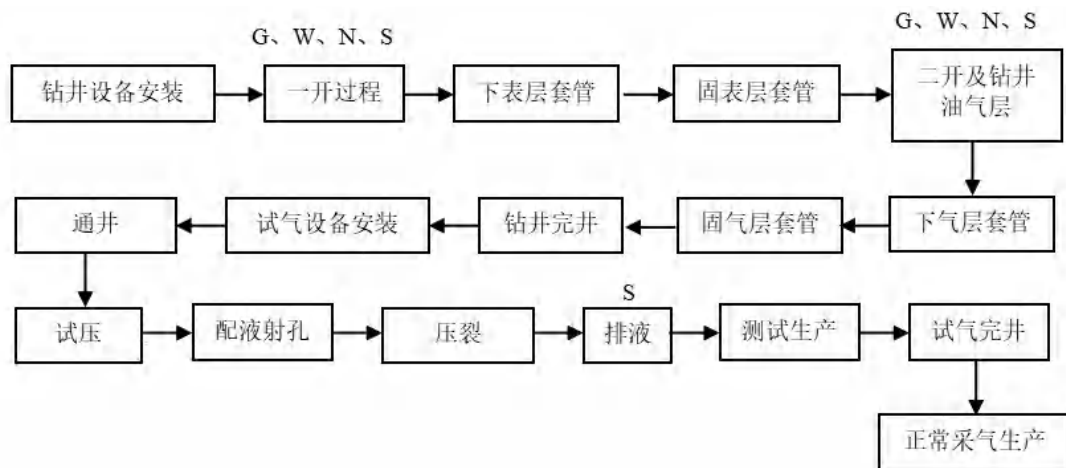 G、W、N、S
G、W、N、S
钻井设备安装
一开过程
下表层套管
固表层套管
二开及钻井
油气层
通井
试气设备安装
钻井完井
固气层套管
下气层套管
S
试压
配液射孔
压裂
排液
测试生产
试气完井
正常采气生产